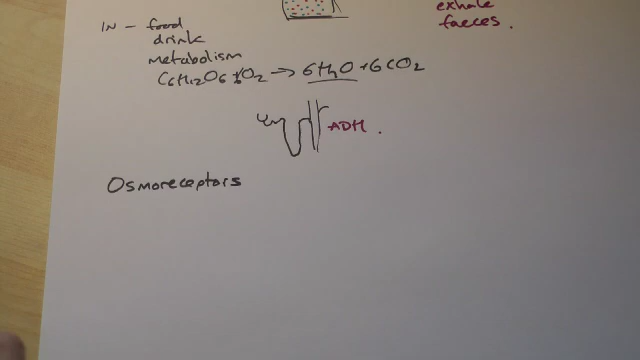 IN - food
drink
metabolism
C6H12O6 + 6O2 → 6H2O + 6CO2
exhale
faeces.
ADH.
Osmoreceptors